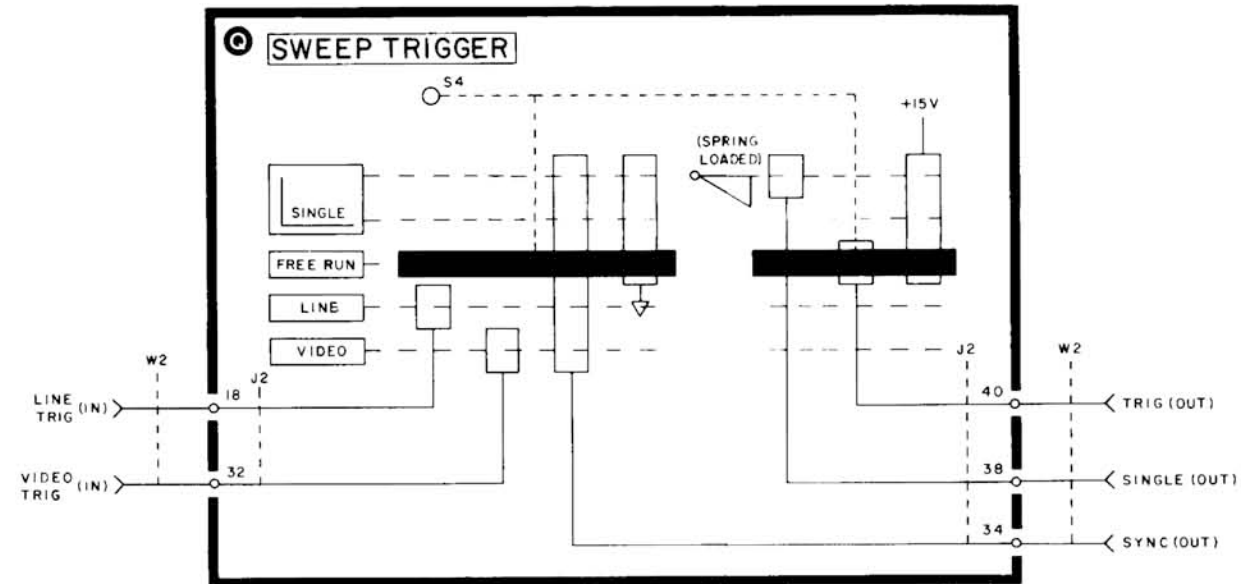 Q SWEEP TRIGGER
S4
+15V
(SPRING
LOADED)
SINGLE
FREE RUN
LINE
VIDEO
W2
J2
J2
W2
LINE
TRIG (IN)
18
40
TRIG (OUT)
VIDEO
TRIG (IN)
32
38
SINGLE (OUT)
34
SYNC (OUT)